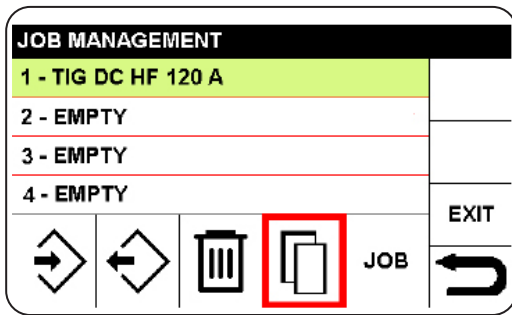 JOB MANAGEMENT
1 - TIG DC HF 120 A
2 - EMPTY
3 - EMPTY
4 - EMPTY
EXIT
JOB